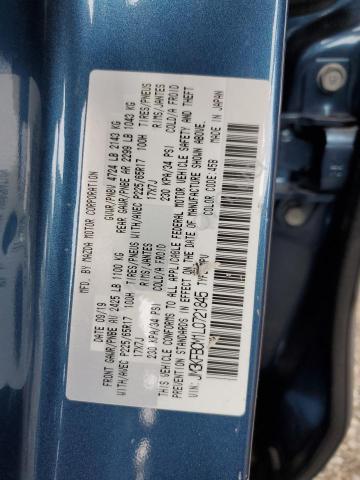 MFD. BY MAZDA MOTOR CORPORATION
09/19 GVWR/PNBV 4724 LB 2143 KG
FRONT GAWR/PNBE AV 2425 LB 1100 KG REAR GAWR/PNBE AR 2299 LB 1043 KG
WITH/AVEC P225/65R17 100H TIRES/PNEUS WITH/AVEC P225/65R17 100H TIRES/PNEUS
17X7J RIMS/JANTES 17X7J RIMS/JANTES
230 KPA/34 PSI COLD/A FROID 230 KPA/34 PSI COLD/A FROID
THIS VEHICLE CONFORMS TO ALL APPLICABLE FEDERAL MOTOR VEHICLE SAFETY AND THEFT
PREVENTION STANDARDS IN EFFECT ON THE DATE OF MANUFACTURE SHOWN ABOVE.
VIN: TYPE: MPV COLOR CODE: 45B MADE IN JAPAN